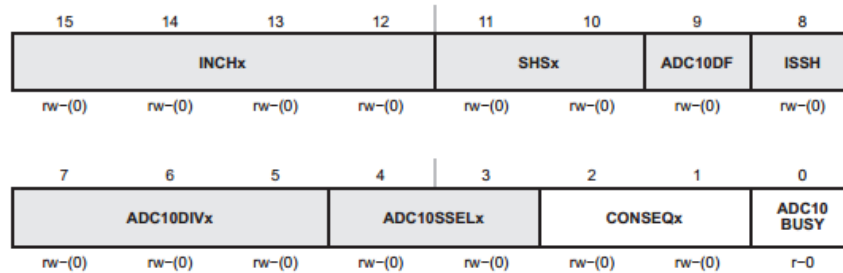 15 14 13 12 11 10 9 8
INCHx SHSx ADC10DF ISSH
rw−(0) rw−(0) rw−(0) rw−(0) rw−(0) rw−(0) rw−(0) rw−(0)
7 6 5 4 3 2 1 0
ADC10DIVx ADC10SSELx CONSEQx ADC10
BUSY
rw−(0) rw−(0) rw−(0) rw−(0) rw−(0) rw−(0) rw−(0) r−0